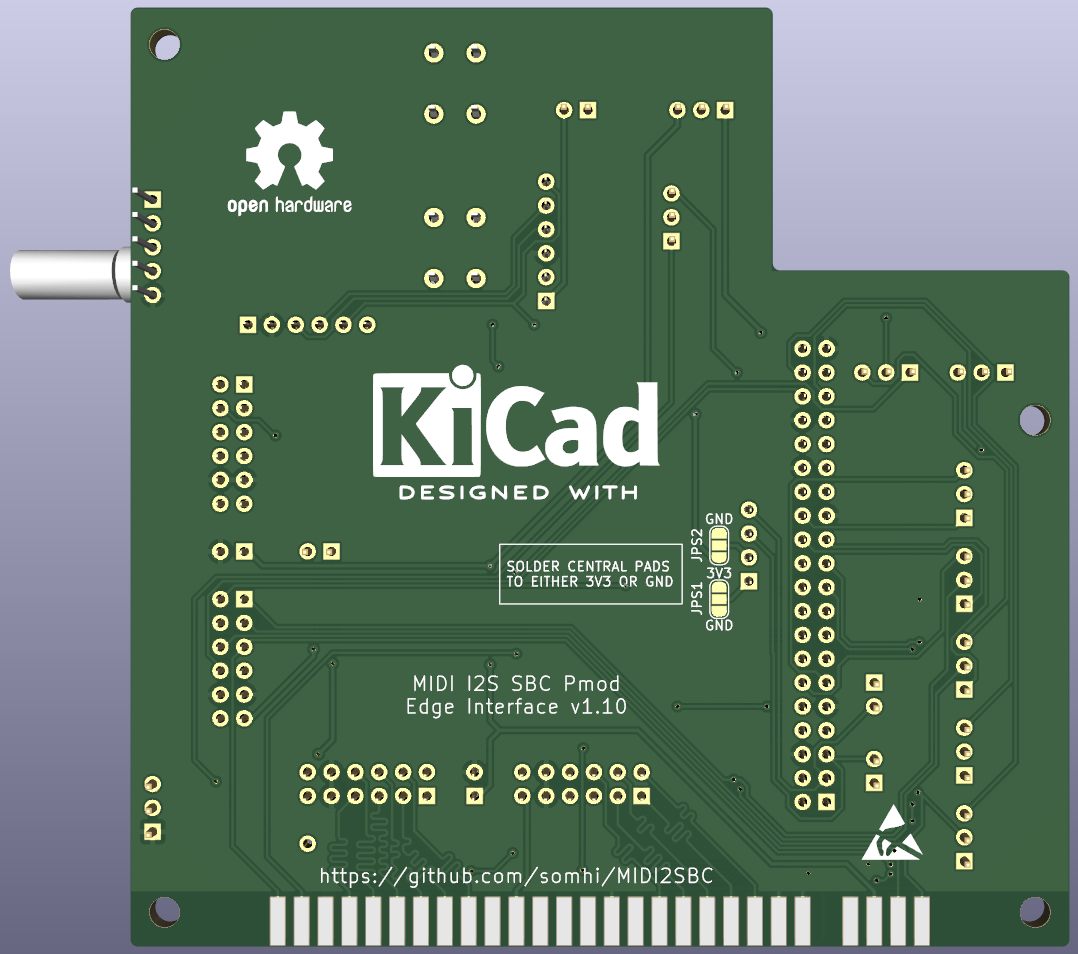 open hardware
KiCad
DESIGNED WITH
GND
JPS2
SOLDER CENTRAL PADS
TO EITHER 3V3 OR GND
3V3
JPS1
GND
MIDI I2S SBC Pmod
Edge Interface v1.10
https://github.com/somhi/MIDI2SBC